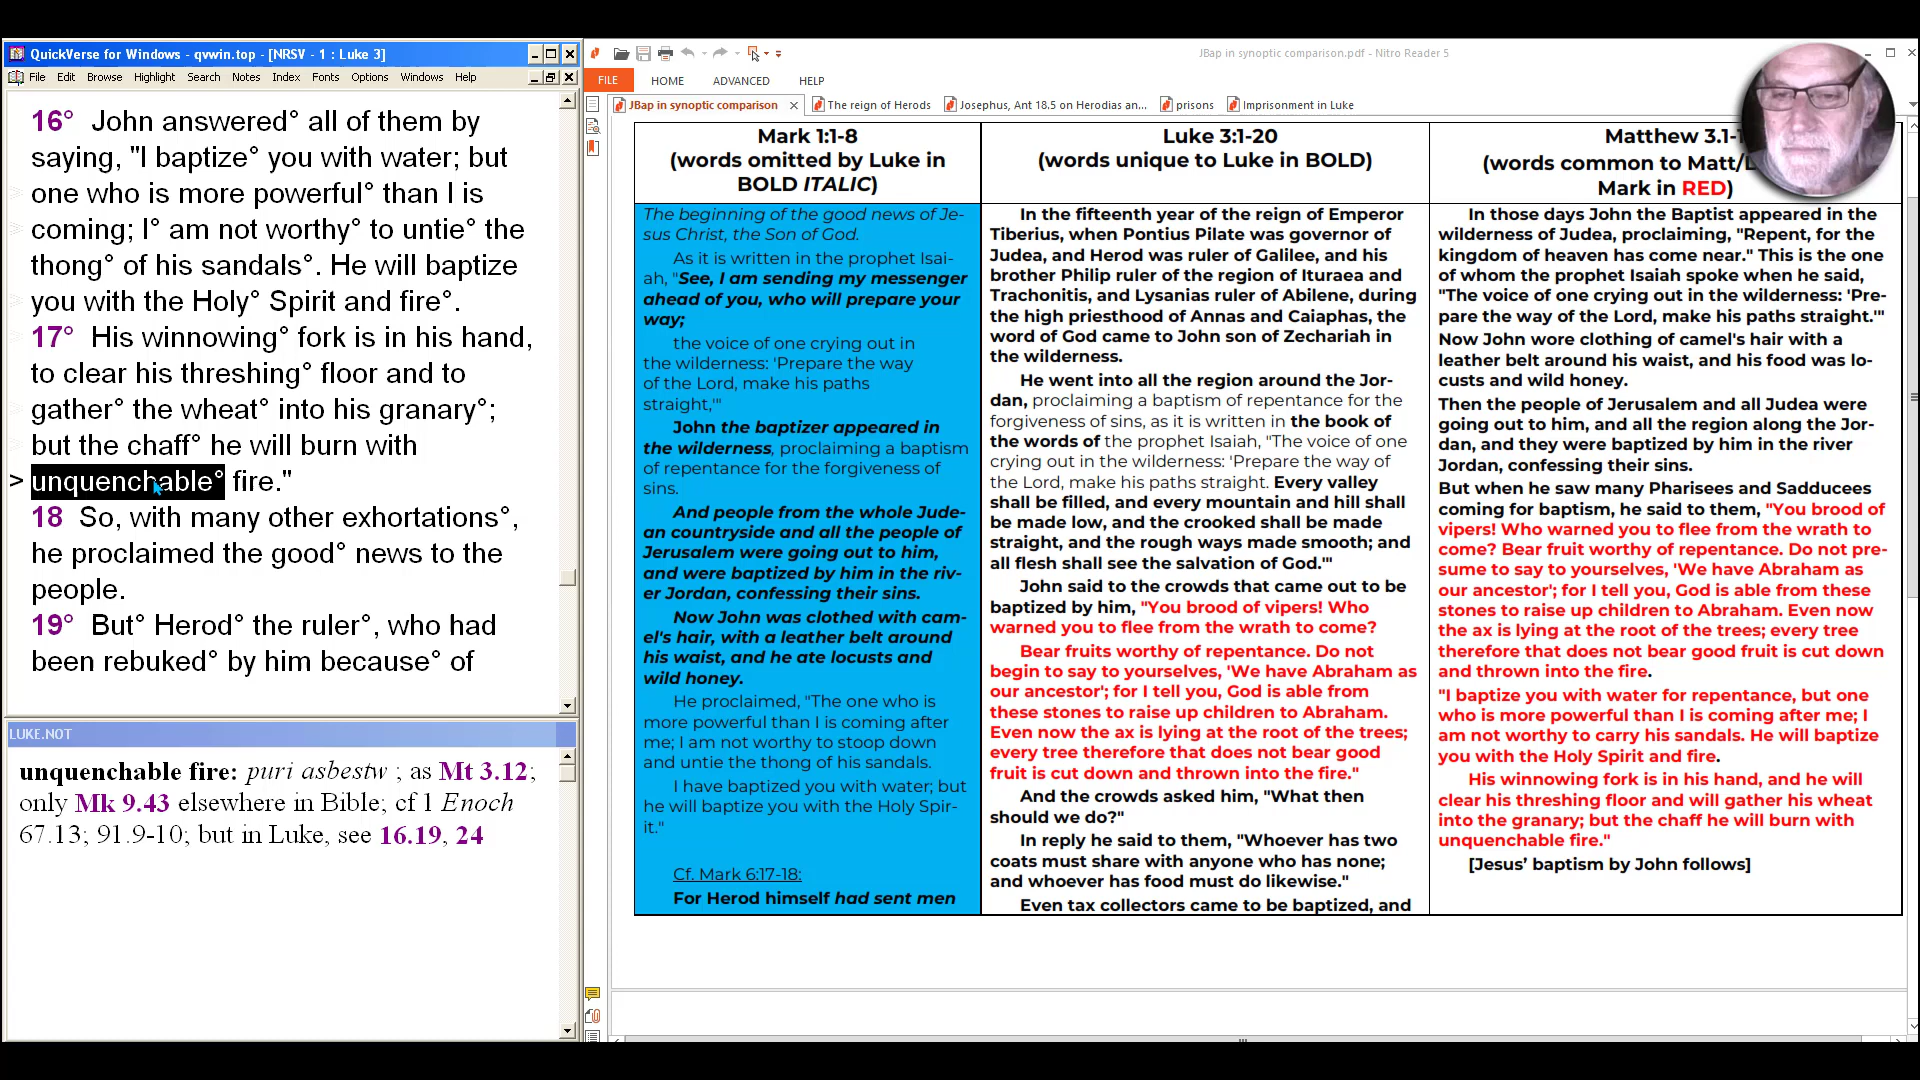 QuickVerse for Windows - qvwin.top - [NRSV - 1 : Luke 3]
File Edit Browse Highlight Search Notes Index Fonts Options Windows Help
16° John answered° all of them by
saying, "I baptize° you with water; but
one who is more powerful° than I is
coming; I° am not worthy° to untie° the
thong° of his sandals°. He will baptize
you with the Holy° Spirit and fire°.
17° His winnowing° fork is in his hand,
to clear his threshing° floor and to
gather° the wheat° into his granary°;
but the chaff° he will burn with
> unquenchable° fire."
18 So, with many other exhortations°,
he proclaimed the good° news to the
people.
19° But° Herod° the ruler°, who had
been rebuked° by him because° of
LUKE.NOT
unquenchable fire: puri asbestw ; as Mt 3.12;
only Mk 9.43 elsewhere in Bible; cf 1 Enoch
67.13; 91.9-10; but in Luke, see 16.19, 24
JBap in synoptic comparison.pdf - Nitro Reader 5
FILE HOME ADVANCED HELP
JBap in synoptic comparison The reign of Herods Josephus, Ant 18.5 on Herodias an... prisons Imprisonment in Luke
Mark 1:1-8
(words omitted by Luke in
BOLD ITALIC)
The beginning of the good news of Je-
sus Christ, the Son of God.
As it is written in the prophet Isai-
ah, "See, I am sending my messenger
ahead of you, who will prepare your
way;
the voice of one crying out in
the wilderness: 'Prepare the way
of the Lord, make his paths
straight,'"
John the baptizer appeared in
the wilderness, proclaiming a baptism
of repentance for the forgiveness of
sins.
And people from the whole Jude-
an countryside and all the people of
Jerusalem were going out to him,
and were baptized by him in the riv-
er Jordan, confessing their sins.
Now John was clothed with cam-
el's hair, with a leather belt around
his waist, and he ate locusts and
wild honey.
He proclaimed, "The one who is
more powerful than I is coming after
me; I am not worthy to stoop down
and untie the thong of his sandals.
I have baptized you with water; but
he will baptize you with the Holy Spir-
it."
Cf. Mark 6:17-18:
For Herod himself had sent men
Luke 3:1-20
(words unique to Luke in BOLD)
In the fifteenth year of the reign of Emperor
Tiberius, when Pontius Pilate was governor of
Judea, and Herod was ruler of Galilee, and his
brother Philip ruler of the region of Ituraea and
Trachonitis, and Lysanias ruler of Abilene, during
the high priesthood of Annas and Caiaphas, the
word of God came to John son of Zechariah in
the wilderness.
He went into all the region around the Jor-
dan, proclaiming a baptism of repentance for the
forgiveness of sins, as it is written in the book of
the words of the prophet Isaiah, "The voice of one
crying out in the wilderness: 'Prepare the way of
the Lord, make his paths straight. Every valley
shall be filled, and every mountain and hill shall
be made low, and the crooked shall be made
straight, and the rough ways made smooth; and
all flesh shall see the salvation of God.'"
John said to the crowds that came out to be
baptized by him, "You brood of vipers! Who
warned you to flee from the wrath to come?
Bear fruits worthy of repentance. Do not
begin to say to yourselves, 'We have Abraham as
our ancestor'; for I tell you, God is able from
these stones to raise up children to Abraham.
Even now the ax is lying at the root of the trees;
every tree therefore that does not bear good
fruit is cut down and thrown into the fire."
And the crowds asked him, "What then
should we do?"
In reply he said to them, "Whoever has two
coats must share with anyone who has none;
and whoever has food must do likewise."
Even tax collectors came to be baptized, and
Matthew 3.1-1
(words common to Matt/L
Mark in RED)
In those days John the Baptist appeared in the
wilderness of Judea, proclaiming, "Repent, for the
kingdom of heaven has come near." This is the one
of whom the prophet Isaiah spoke when he said,
"The voice of one crying out in the wilderness: 'Pre-
pare the way of the Lord, make his paths straight.'"
Now John wore clothing of camel's hair with a
leather belt around his waist, and his food was lo-
custs and wild honey.
Then the people of Jerusalem and all Judea were
going out to him, and all the region along the Jor-
dan, and they were baptized by him in the river
Jordan, confessing their sins.
But when he saw many Pharisees and Sadducees
coming for baptism, he said to them, "You brood of
vipers! Who warned you to flee from the wrath to
come? Bear fruit worthy of repentance. Do not pre-
sume to say to yourselves, 'We have Abraham as
our ancestor'; for I tell you, God is able from these
stones to raise up children to Abraham. Even now
the ax is lying at the root of the trees; every tree
therefore that does not bear good fruit is cut down
and thrown into the fire.
"I baptize you with water for repentance, but one
who is more powerful than I is coming after me; I
am not worthy to carry his sandals. He will baptize
you with the Holy Spirit and fire.
His winnowing fork is in his hand, and he will
clear his threshing floor and will gather his wheat
into the granary; but the chaff he will burn with
unquenchable fire."
[Jesus' baptism by John follows]